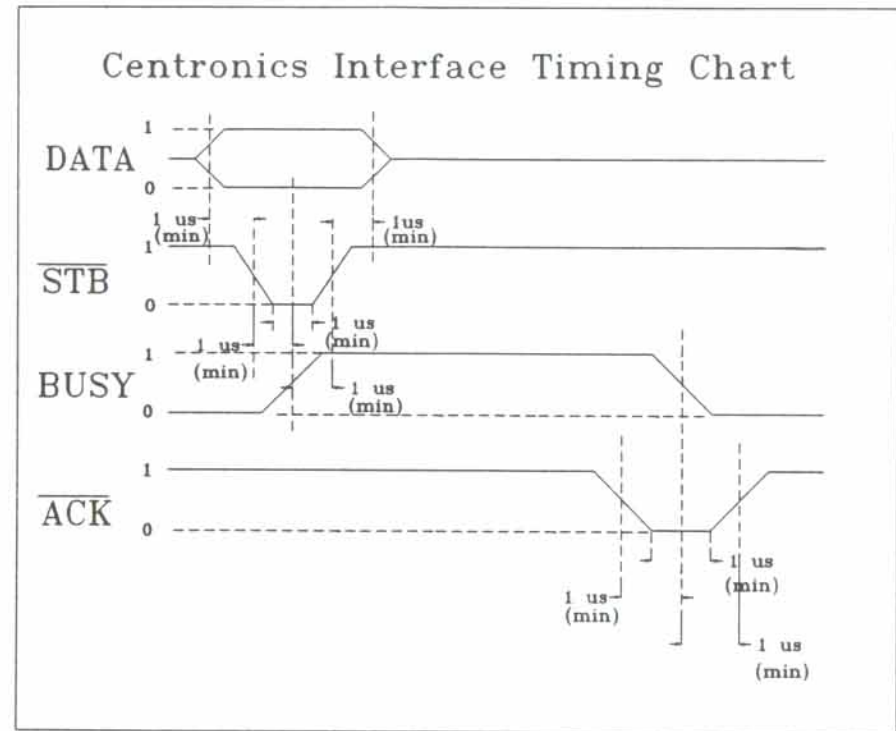 Centronics Interface Timing Chart
1
DATA
0
1 us
(min)
1us
(min)
1
STB
0
1 us
(min)
1 us
(min)
1
BUSY
1 us
(min)
0
1
ACK
0
1 us
(min)
1 us
(min)
1 us
(min)